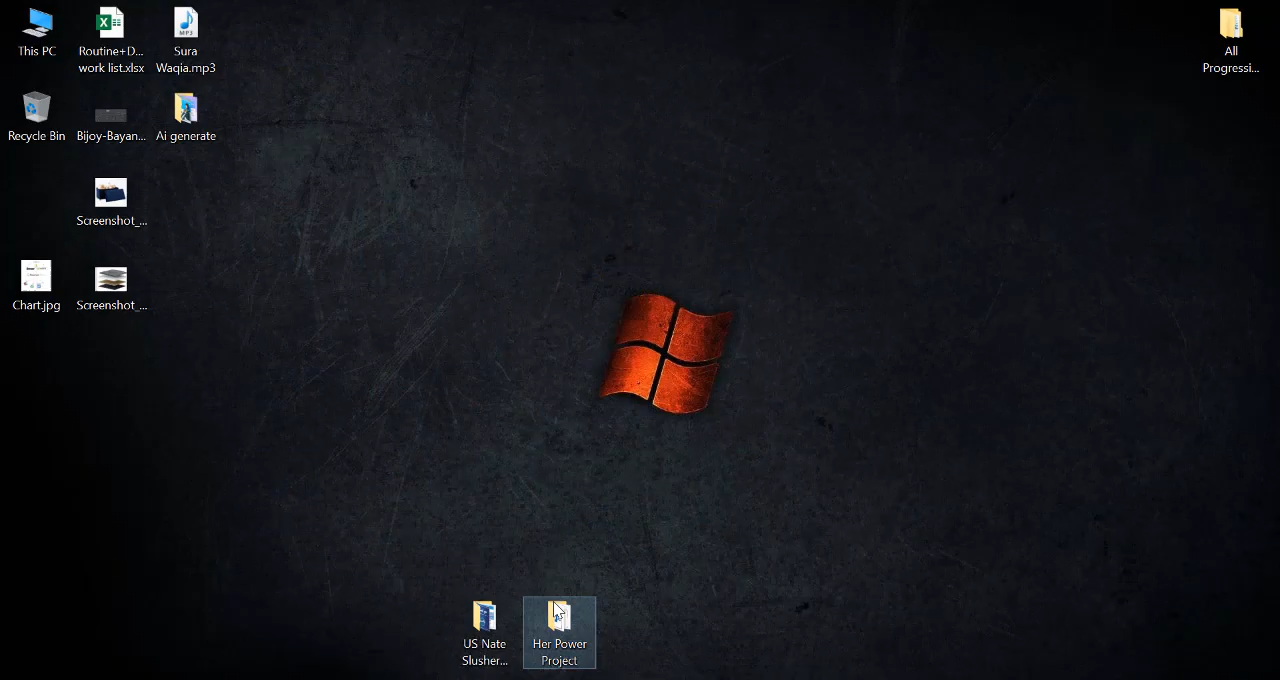 This PC
Routine+D...
work list.xlsx
Sura
Waqia.mp3
All
Progressi...
Recycle Bin
Bijoy-Bayan...
Ai generate
Screenshot_...
Chart.jpg
Screenshot_...
US Nate
Slusher...
Her Power
Project